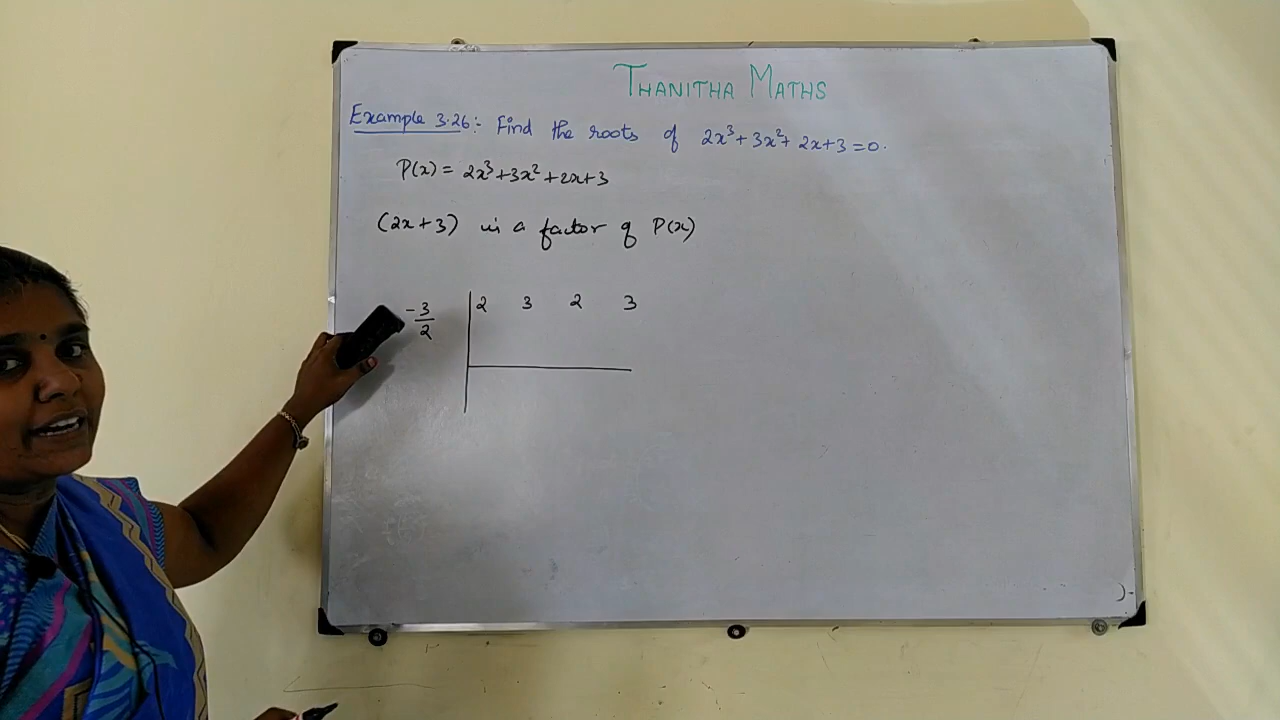 THANITHA MATHS
Example 3.26:- Find the roots of 2x³+3x²+2x+3=0.
P(x) = 2x³+3x²+2x+3
(2x+3) is a factor of P(x)
-3/2 | 2 3 2 3